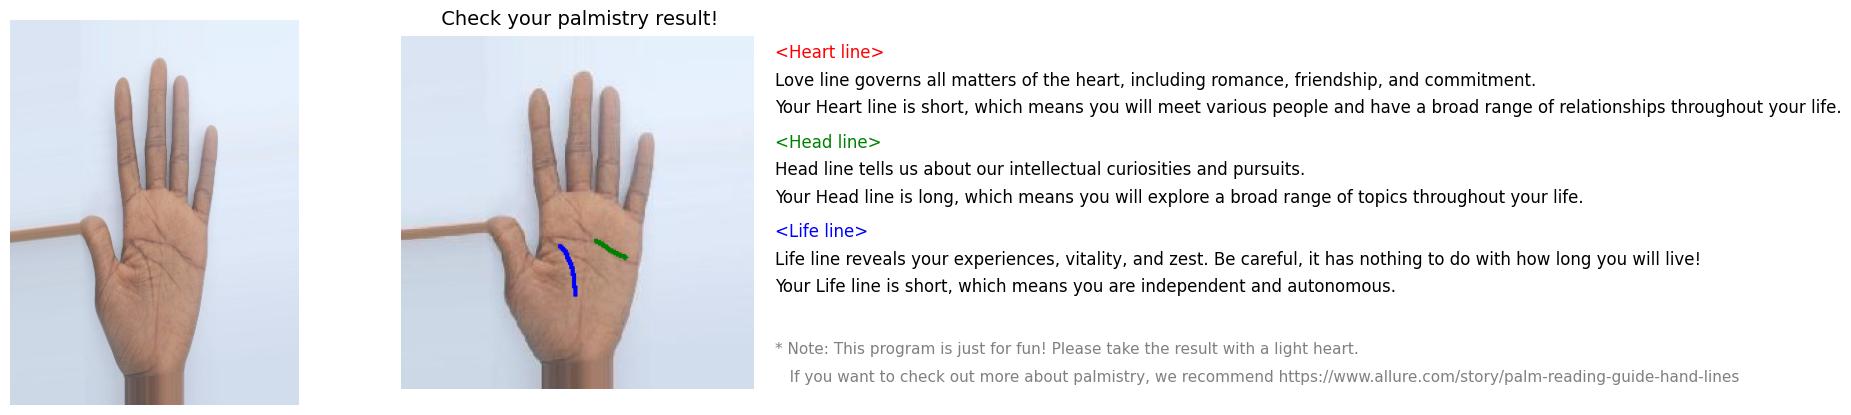 Check your palmistry result!
<Heart line>
Love line governs all matters of the heart, including romance, friendship, and commitment.
Your Heart line is short, which means you will meet various people and have a broad range of relationships throughout your life.
<Head line>
Head line tells us about our intellectual curiosities and pursuits.
Your Head line is long, which means you will explore a broad range of topics throughout your life.
<Life line>
Life line reveals your experiences, vitality, and zest. Be careful, it has nothing to do with how long you will live!
Your Life line is short, which means you are independent and autonomous.
* Note: This program is just for fun! Please take the result with a light heart.
If you want to check out more about palmistry, we recommend https://www.allure.com/story/palm-reading-guide-hand-lines